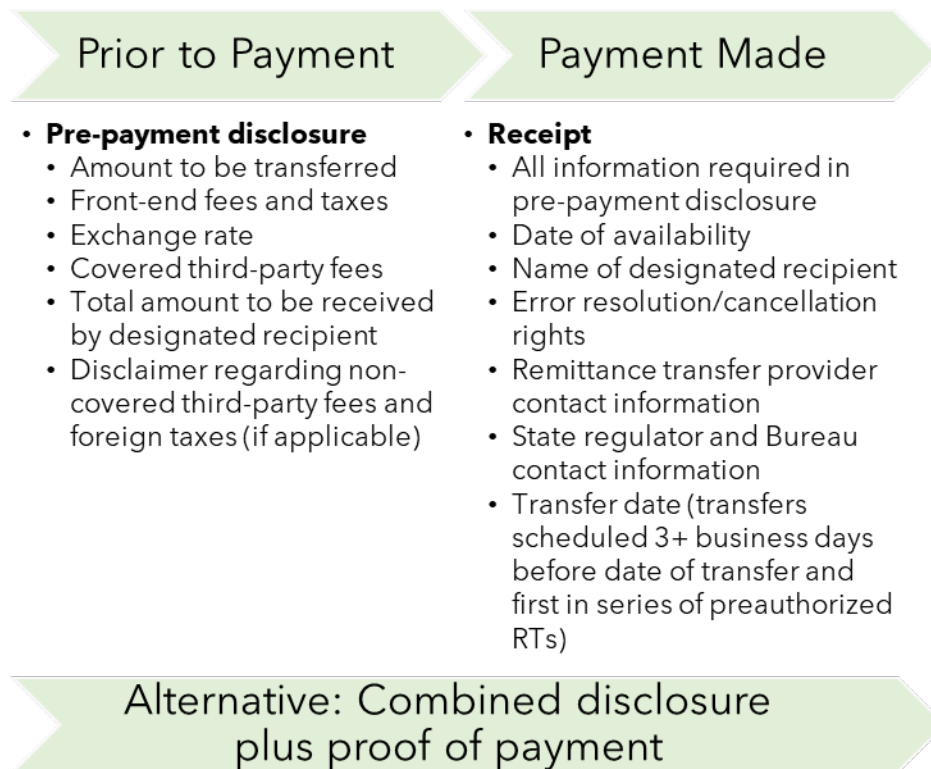 Prior to Payment
Payment Made
• Pre-payment disclosure
• Amount to be transferred
• Front-end fees and taxes
• Exchange rate
• Covered third-party fees
• Total amount to be received
by designated recipient
• Disclaimer regarding non-
covered third-party fees and
foreign taxes (if applicable)
• Receipt
• All information required in
pre-payment disclosure
• Date of availability
• Name of designated recipient
• Error resolution/cancellation
rights
• Remittance transfer provider
contact information
• State regulator and Bureau
contact information
• Transfer date (transfers
scheduled 3+ business days
before date of transfer and
first in series of preauthorized
RTs)
Alternative: Combined disclosure
plus proof of payment